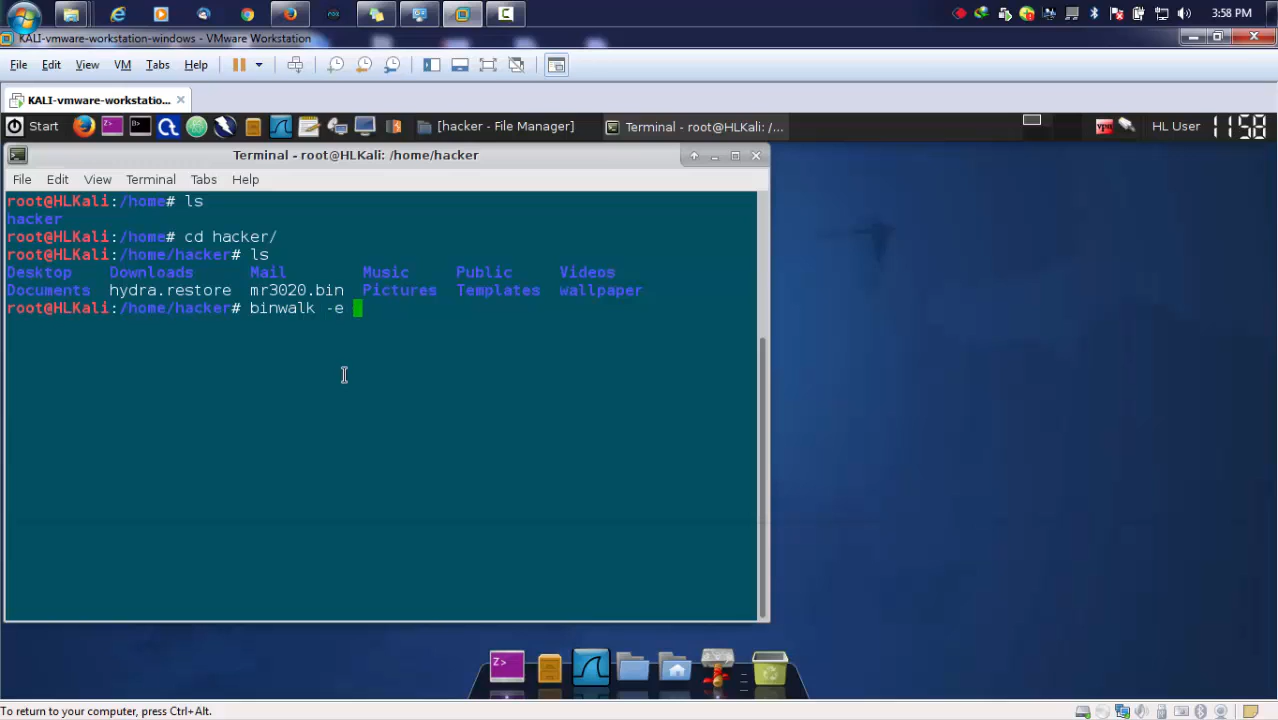 3:58 PM
KALI-vmware-workstation-windows - VMware Workstation
File Edit View VM Tabs Help
KALI-vmware-workstatio...
Start [hacker - File Manager] Terminal - root@HLKali: /... vpn HL User 11:58
Terminal - root@HLKali: /home/hacker
File Edit View Terminal Tabs Help
root@HLKali:/home# ls
hacker
root@HLKali:/home# cd hacker/
root@HLKali:/home/hacker# ls
Desktop Downloads Mail Music Public Videos
Documents hydra.restore mr3020.bin Pictures Templates wallpaper
root@HLKali:/home/hacker# binwalk -e
To return to your computer, press Ctrl+Alt.